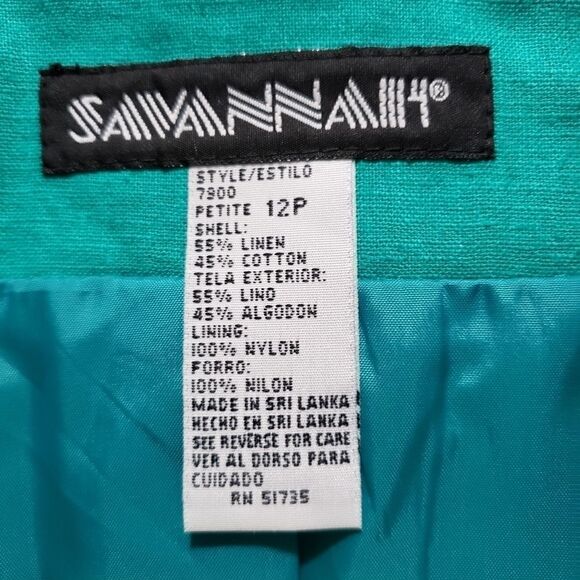 SAVANNAH®
STYLE/ESTILO
7900
PETITE 12P
SHELL:
55% LINEN
45% COTTON
TELA EXTERIOR:
55% LINO
45% ALGODON
LINING:
100% NYLON
FORRO:
100% NILON
MADE IN SRI LANKA
HECHO EN SRI LANKA
SEE REVERSE FOR CARE
VER AL DORSO PARA
CUIDADO
RN 51735